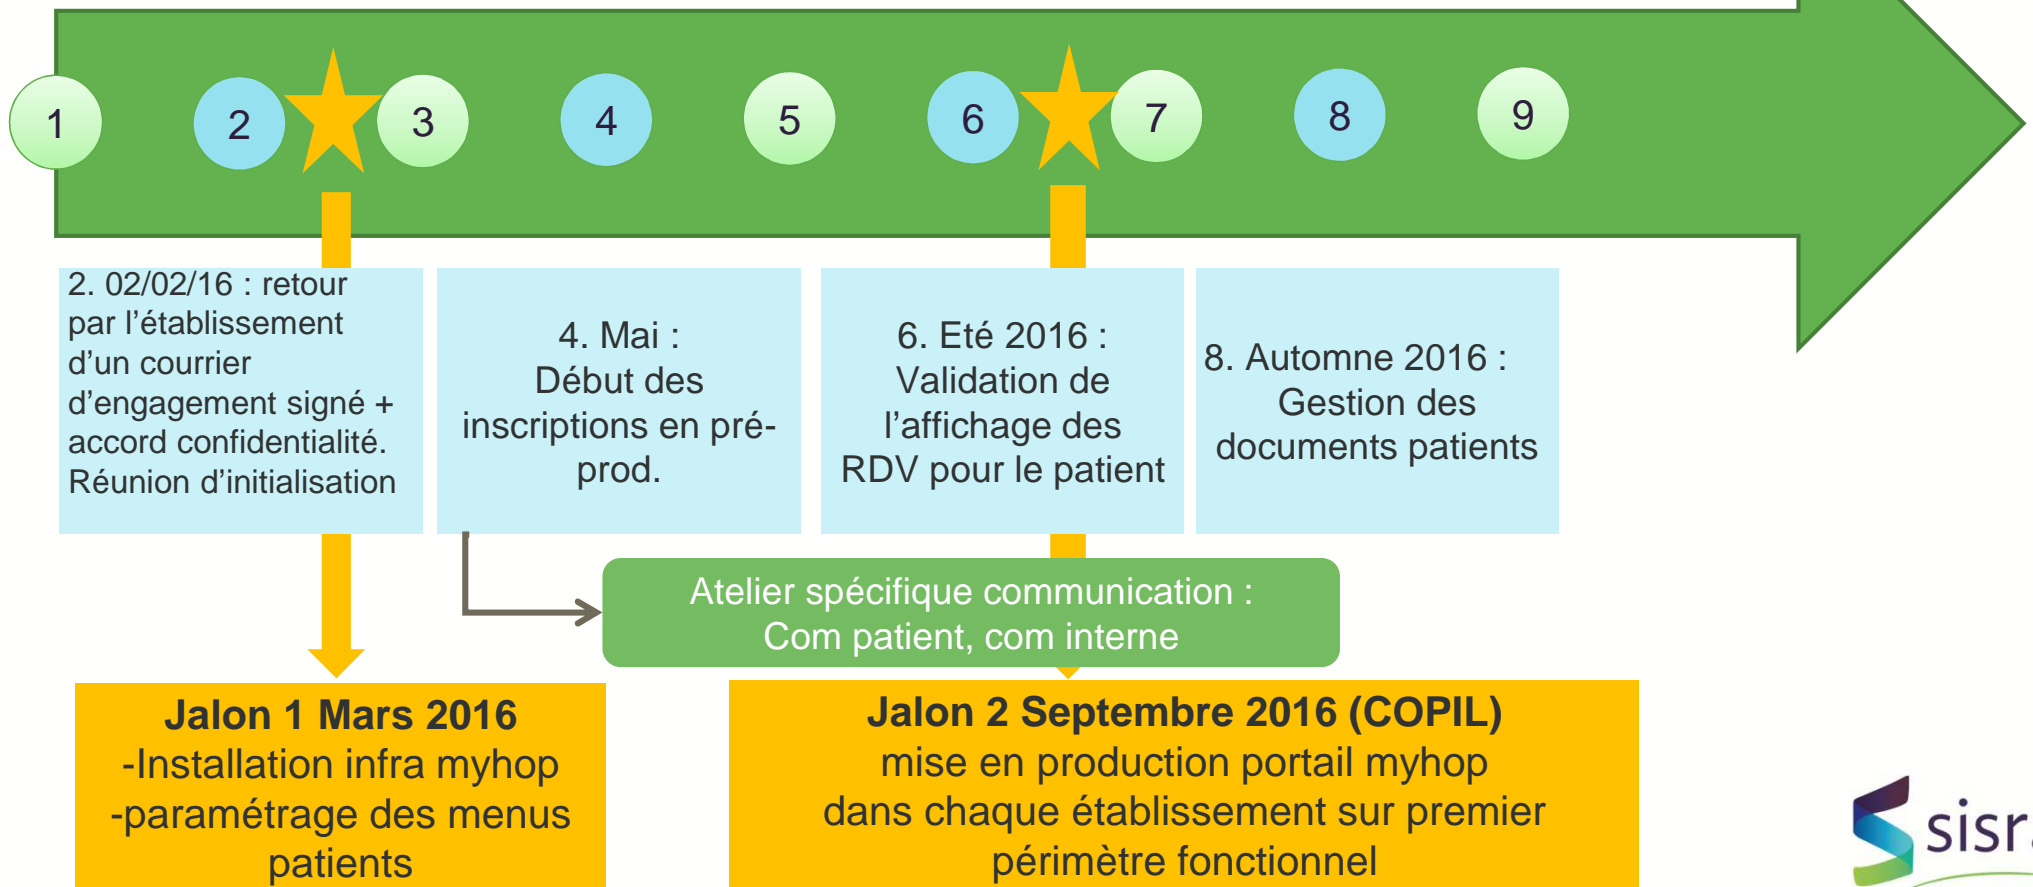 1
2
3
4
5
6
7
8
9
2. 02/02/16 : retour
par l’établissement
d’un courrier
d’engagement signé +
accord confidentialité.
Réunion d’initialisation
4. Mai :
Début des
inscriptions en pré-
prod.
6. Eté 2016 :
Validation de
l’affichage des
RDV pour le patient
8. Automne 2016 :
Gestion des
documents patients
Atelier spécifique communication :
Com patient, com interne
Jalon 1 Mars 2016
-Installation infra myhop
-paramétrage des menus
patients
Jalon 2 Septembre 2016 (COPIL)
mise en production portail myhop
dans chaque établissement sur premier
périmètre fonctionnel